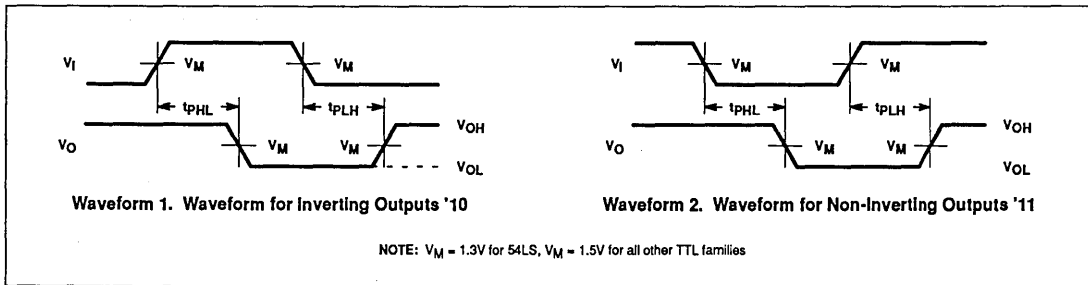 VI VM VM
tPHL tPLH
VO VM VM VOH
VOL
Waveform 1. Waveform for Inverting Outputs '10
VI VM VM
tPHL tPLH
VO VM VM VOH
VOL
Waveform 2. Waveform for Non-Inverting Outputs '11
NOTE: VM = 1.3V for 54LS, VM = 1.5V for all other TTL families